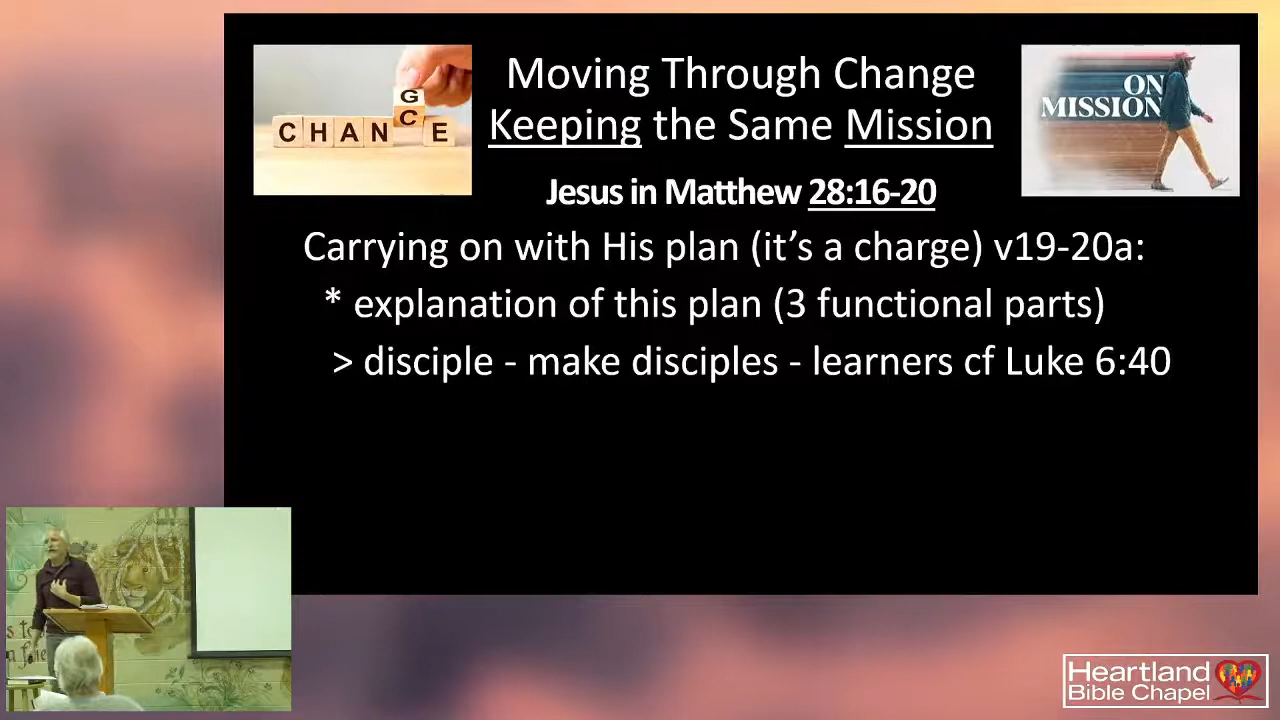 CHAN
G
C
E
Moving Through Change
Keeping the Same Mission
ON
MISSION
Jesus in Matthew 28:16-20
Carrying on with His plan (it’s a charge) v19-20a:
* explanation of this plan (3 functional parts)
> disciple - make disciples - learners cf Luke 6:40
Heartland
Bible Chapel